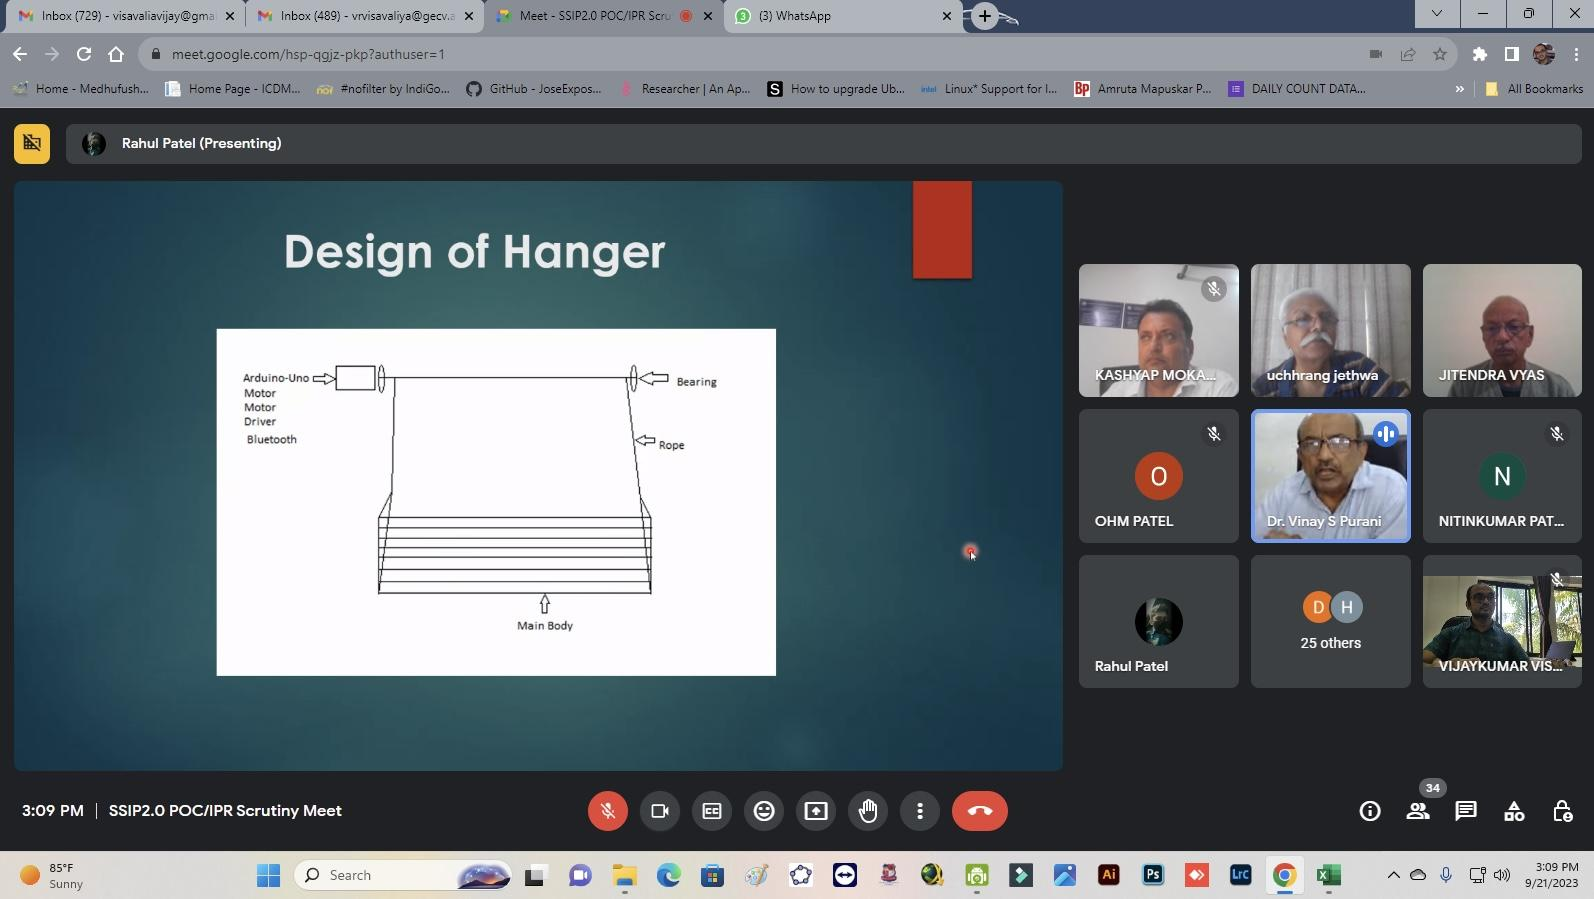 Inbox (729) - visavaliavijay@gmai
Inbox (489) - vrvisavaliya@gecv.a
Meet - SSIP2.0 POC/IPR Scru
(3) WhatsApp
meet.google.com/hsp-qgjz-pkp?authuser=1
Home - Medhufush...
Home Page - ICDM...
#nofilter by IndiGo...
GitHub - JoseExpos...
Researcher | An Ap...
How to upgrade Ub...
Linux* Support for I...
Amruta Mapuskar P...
DAILY COUNT DATA...
All Bookmarks
Rahul Patel (Presenting)
Design of Hanger
Arduino-Uno
Motor
Motor
Driver
Bluetooth
Bearing
Rope
Main Body
KASHYAP MOKA...
uchhrang jethwa
JITENDRA VYAS
O
OHM PATEL
Dr. Vinay S Purani
N
NITINKUMAR PAT...
Rahul Patel
D H
25 others
VIJAYKUMAR VIS...
3:09 PM | SSIP2.0 POC/IPR Scrutiny Meet
34
85°F
Sunny
Search
Ai
Ps
LrC
3:09 PM
9/21/2023